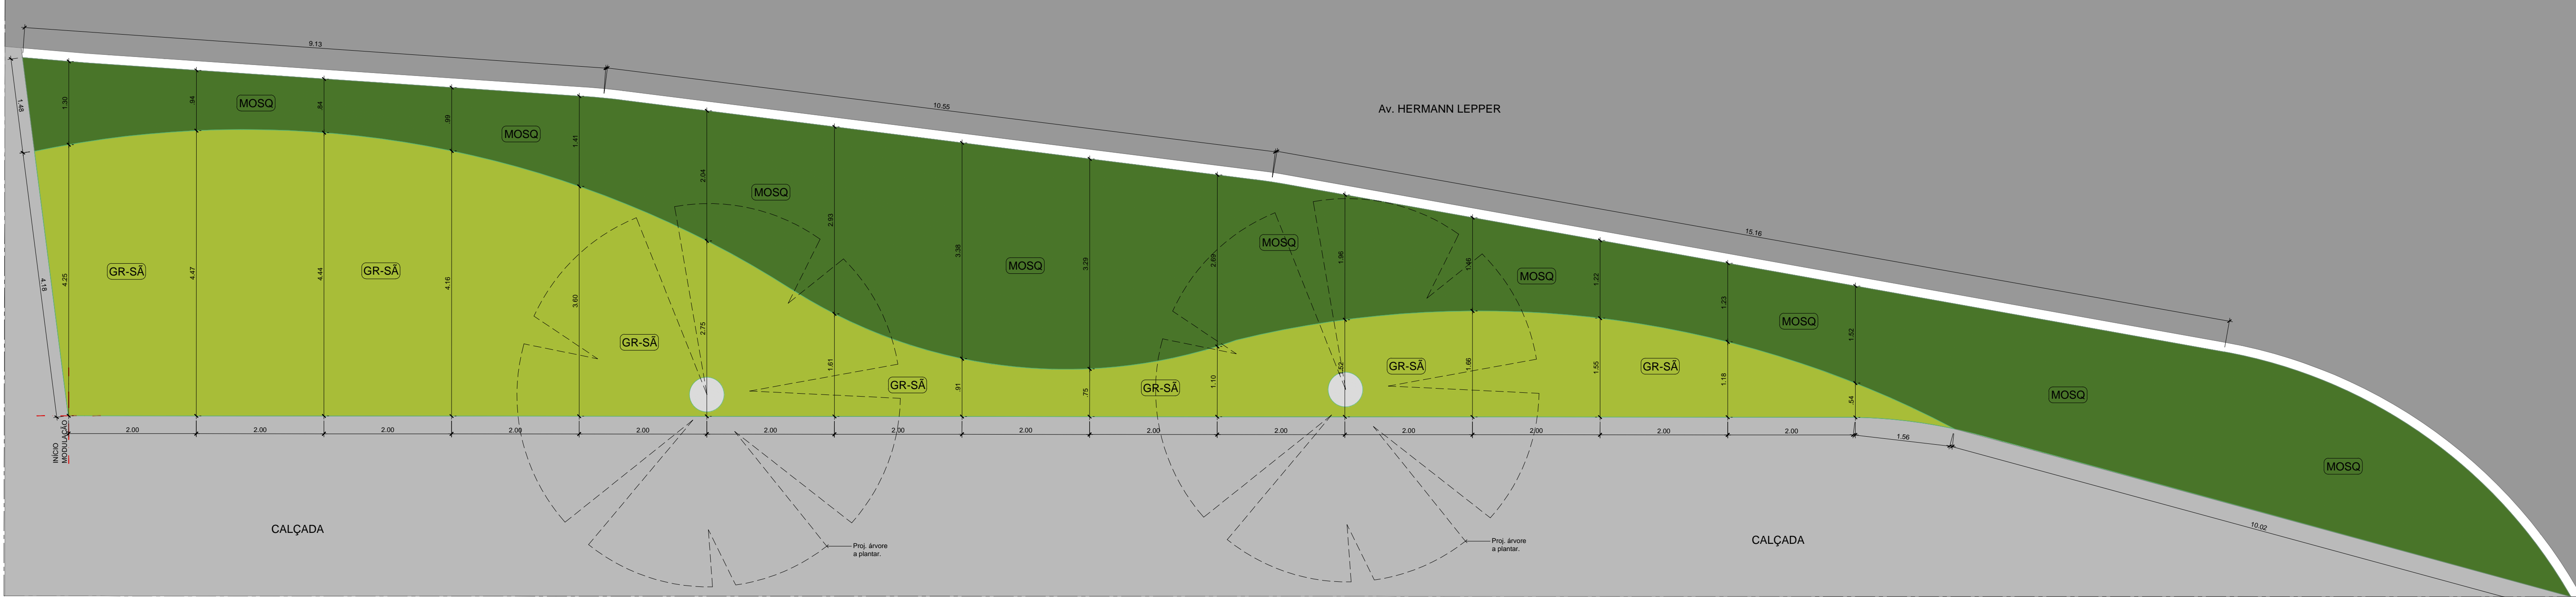 9.13
10.55
Av. HERMANN LEPPER
15.16
1.48
1.30
.94
MOSQ
.84
.99
MOSQ
1.41
2.04
MOSQ
2.93
3.38
MOSQ
3.29
2.69
MOSQ
1.98
1.46
MOSQ
1.22
1.23
MOSQ
1.52
MOSQ
MOSQ
4.18
4.25
GR-SÃ
4.47
4.44
GR-SÃ
4.16
3.60
GR-SÃ
2.75
1.61
GR-SÃ
.91
.75
GR-SÃ
1.10
1.52
GR-SÃ
1.66
1.55
GR-SÃ
1.18
.54
INÍCIO
MODULAÇÃO
2.00
2.00
2.00
2.00
2.00
2.00
2.00
2.00
2.00
2.00
2.00
2.00
2.00
2.00
1.56
10.02
CALÇADA
Proj. árvore
a plantar.
Proj. árvore
a plantar.
CALÇADA